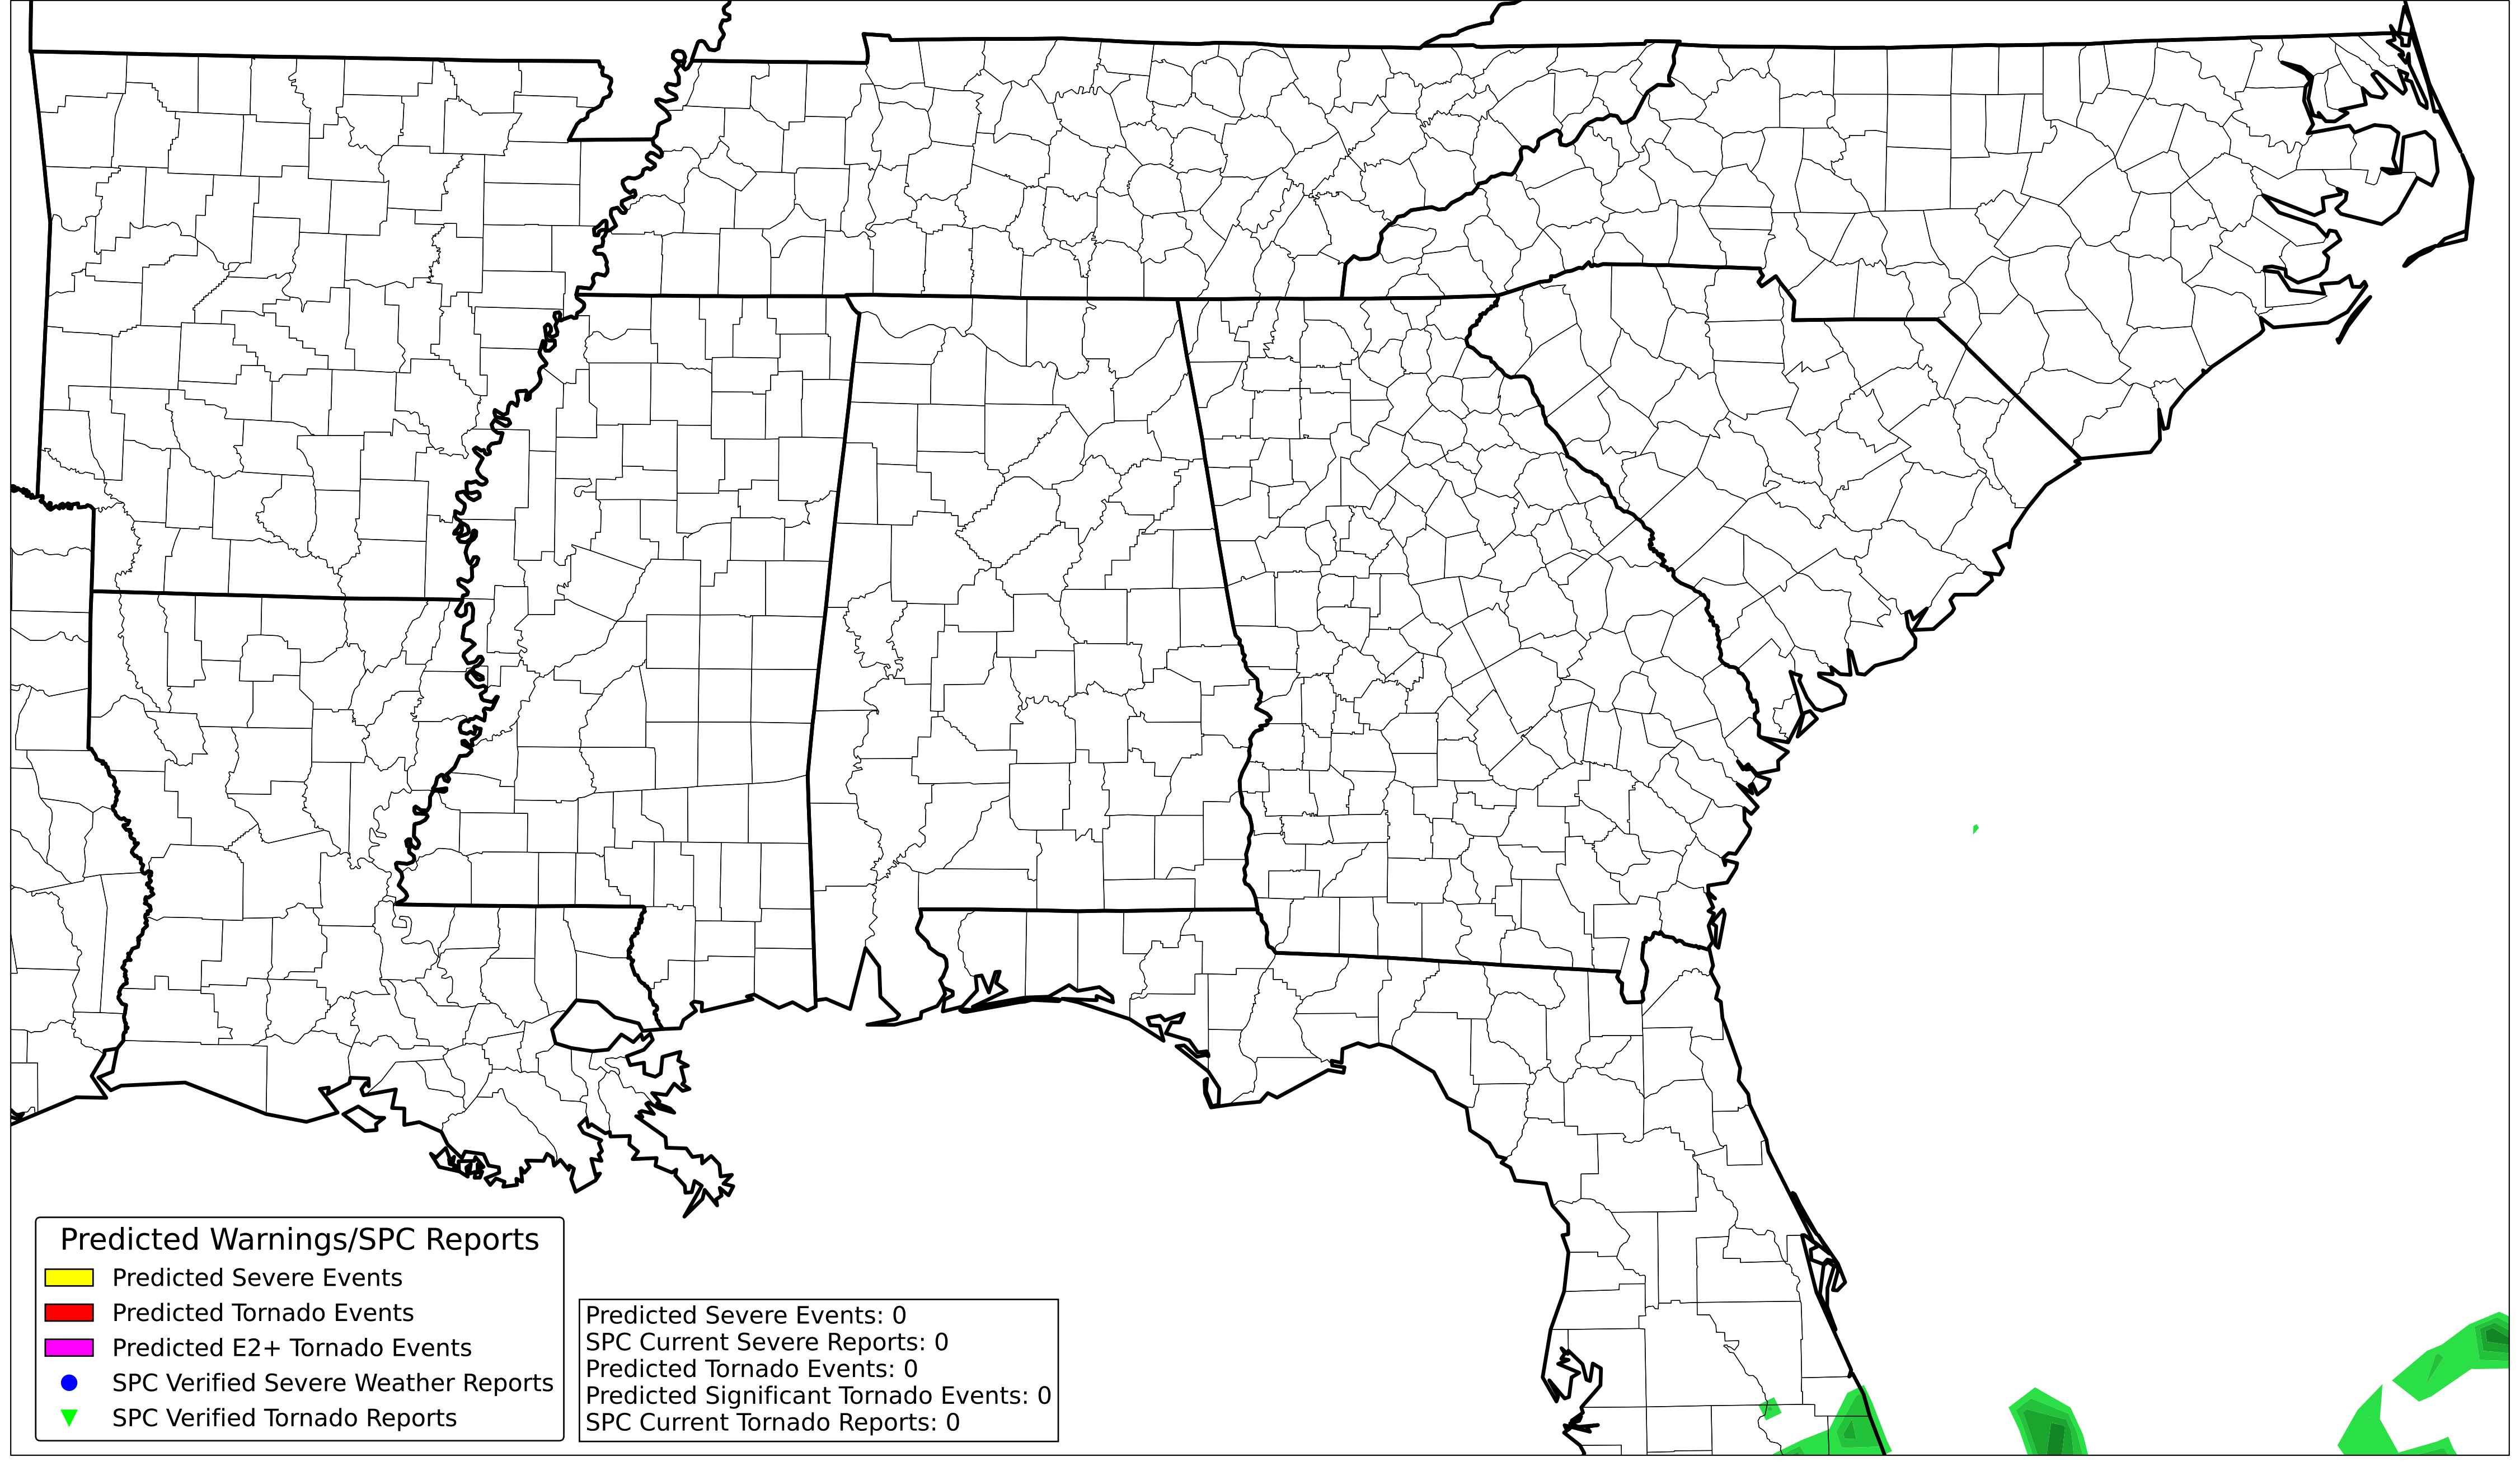 Predicted Warnings/SPC Reports
Predicted Severe Events
Predicted Tornado Events
Predicted E2+ Tornado Events
SPC Verified Severe Weather Reports
SPC Verified Tornado Reports
Predicted Severe Events: 0
SPC Current Severe Reports: 0
Predicted Tornado Events: 0
Predicted Significant Tornado Events: 0
SPC Current Tornado Reports: 0